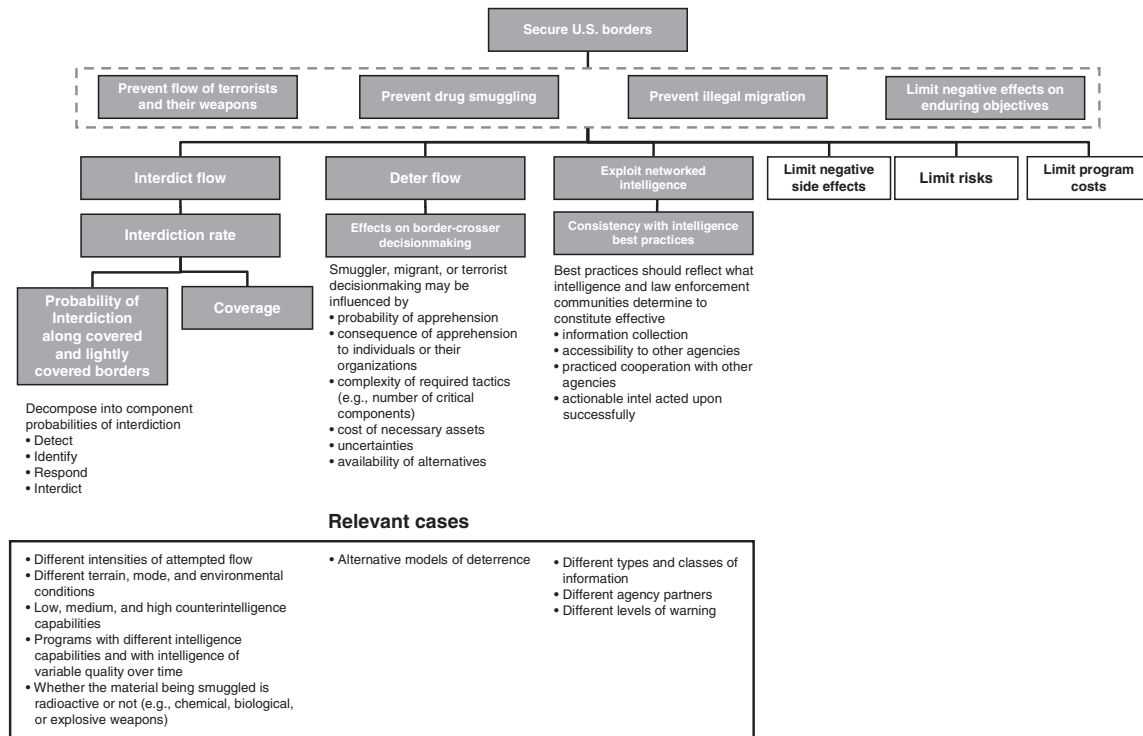 Secure U.S. borders
Prevent flow of terrorists
and their weapons
Prevent drug smuggling
Prevent illegal migration
Limit negative effects on
enduring objectives
Interdict flow
Deter flow
Exploit networked
intelligence
Limit negative
side effects
Limit risks
Limit program
costs
Interdiction rate
Effects on border-crosser
decisionmaking
Consistency with intelligence
best practices
Probability of
Interdiction
along covered
and lightly
covered borders
Coverage
Decompose into component
probabilities of interdiction
• Detect
• Identify
• Respond
• Interdict
Smuggler, migrant, or terrorist
decisionmaking may be
influenced by
• probability of apprehension
• consequence of apprehension
to individuals or their
organizations
• complexity of required tactics
(e.g., number of critical
components)
• cost of necessary assets
• uncertainties
• availability of alternatives
Best practices should reflect what
intelligence and law enforcement
communities determine to
constitute effective
• information collection
• accessibility to other agencies
• practiced cooperation with other
agencies
• actionable intel acted upon
successfully
Relevant cases
• Different intensities of attempted flow
• Different terrain, mode, and environmental
conditions
• Low, medium, and high counterintelligence
capabilities
• Programs with different intelligence
capabilities and with intelligence of
variable quality over time
• Whether the material being smuggled is
radioactive or not (e.g., chemical, biological,
or explosive weapons)
• Alternative models of deterrence
• Different types and classes of
information
• Different agency partners
• Different levels of warning